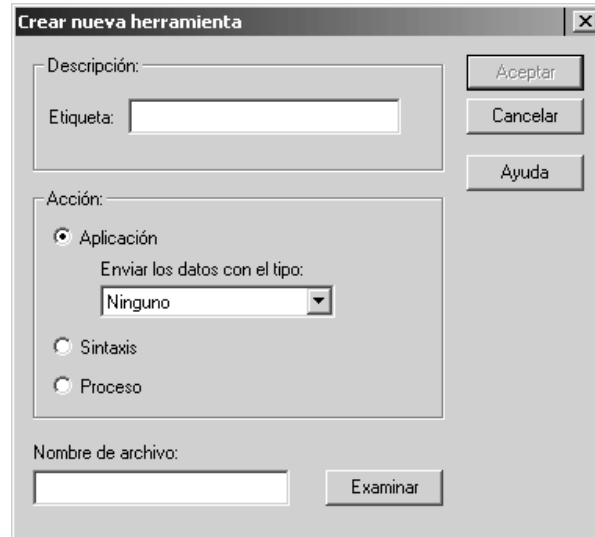 Crear nueva herramienta
Descripción:
Etiqueta:
Aceptar
Cancelar
Ayuda
Acción:
Aplicación
Enviar los datos con el tipo:
Ninguno
Sintaxis
Proceso
Nombre de archivo:
Examinar